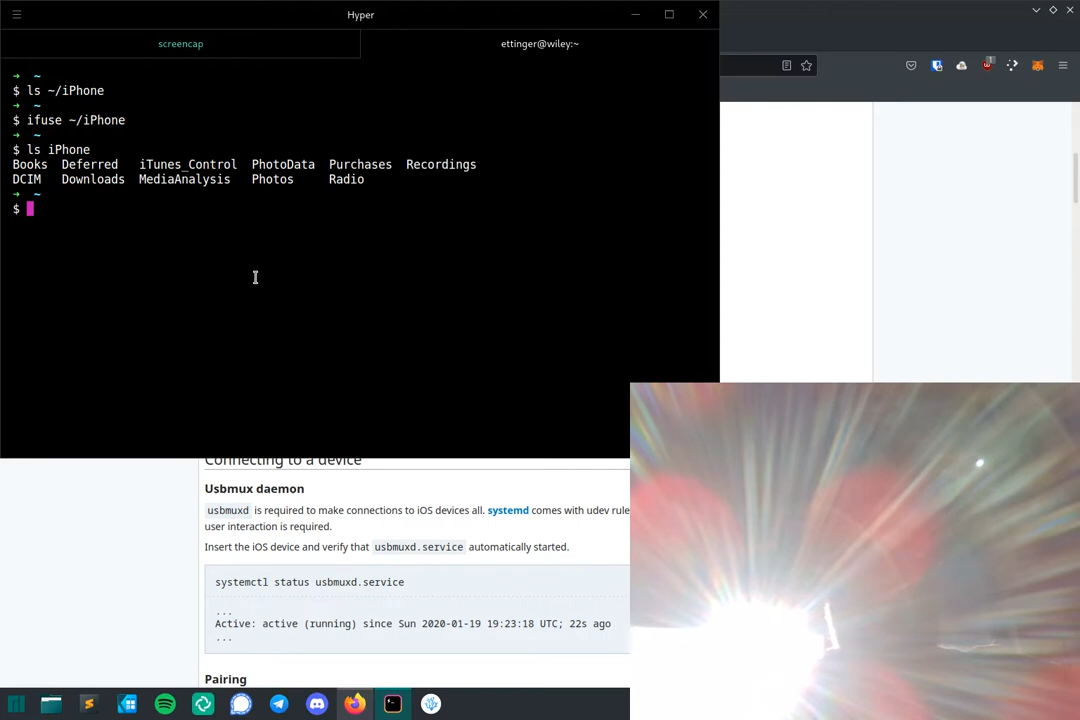 Hyper
screencap
ettinger@wiley:~
➜ ~
$ ls ~/iPhone
➜ ~
$ ifuse ~/iPhone
➜ ~
$ ls iPhone
Books Deferred iTunes_Control PhotoData Purchases Recordings
DCIM Downloads MediaAnalysis Photos Radio
➜ ~
$
1
Connecting to a device
Usbmux daemon
usbmuxd is required to make connections to iOS devices all. systemd comes with udev rule
user interaction is required.
Insert the iOS device and verify that usbmuxd.service automatically started.
systemctl status usbmuxd.service
...
Active: active (running) since Sun 2020-01-19 19:23:18 UTC; 22s ago
...
Pairing